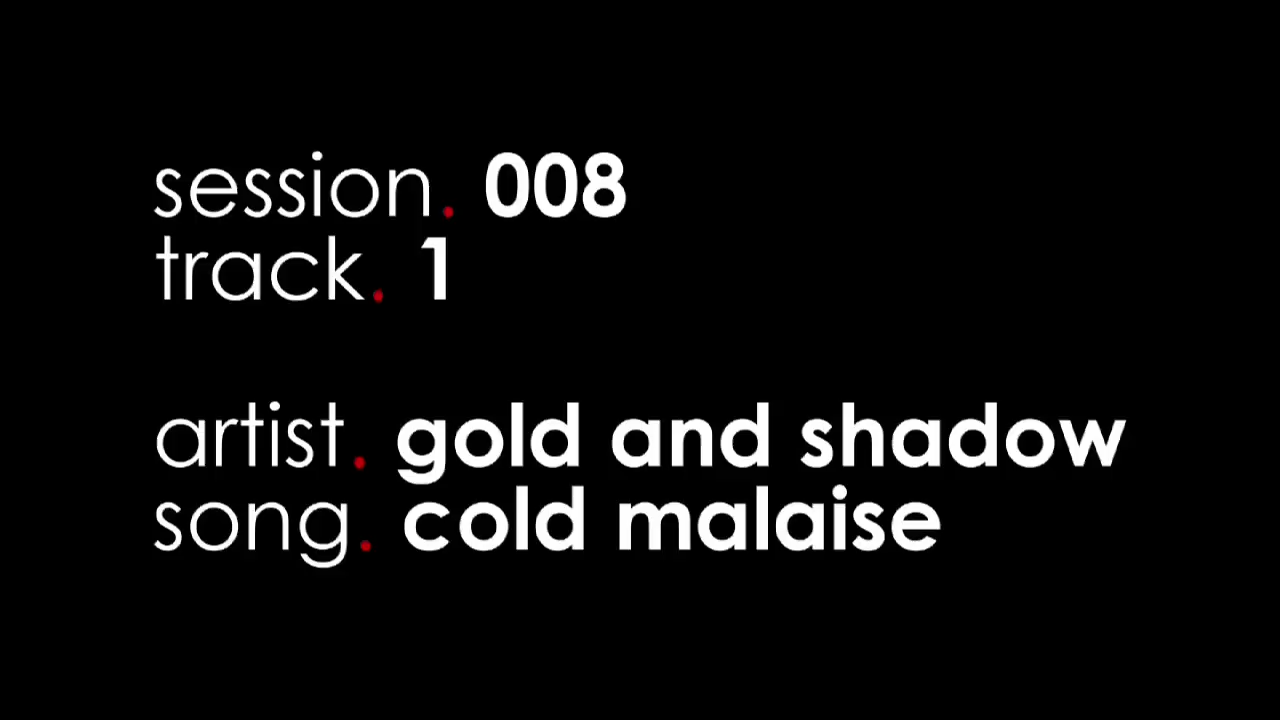 session. 008
track. 1
artist. gold and shadow
song. cold malaise